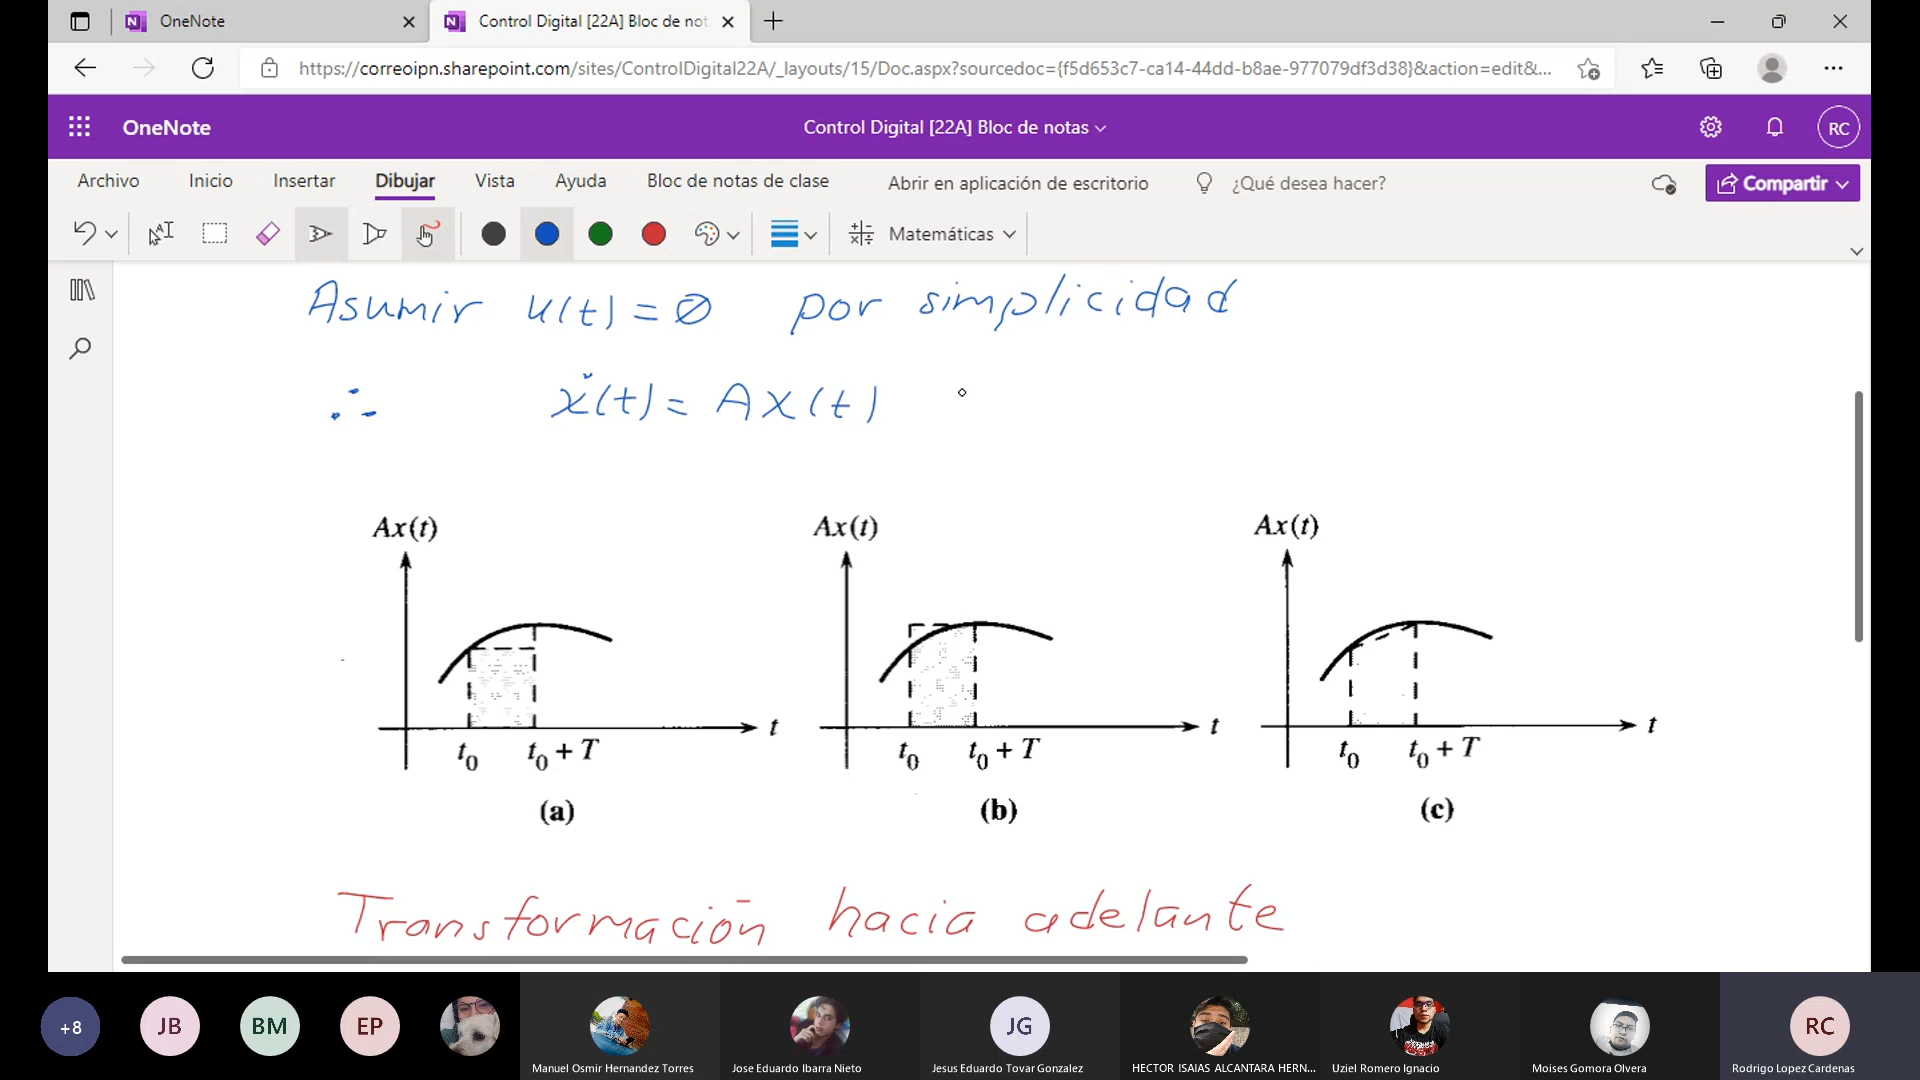 OneNote
Control Digital [22A] Bloc de not
https://correoipn.sharepoint.com/sites/ControlDigital22A/_layouts/15/Doc.aspx?sourcedoc={f5d653c7-ca14-44dd-b8ae-977079df3d38}&action=edit&...
OneNote
Control Digital [22A] Bloc de notas
RC
Archivo Inicio Insertar Dibujar Vista Ayuda Bloc de notas de clase Abrir en aplicación de escritorio ¿Qué desea hacer? Compartir
Matemáticas
Asumir u(t)=∅ por simplicidad
∴ ẋ(t)= Ax(t)
Ax(t) Ax(t) Ax(t)
t t t
t₀ t₀ + T t₀ t₀ + T t₀ t₀ + T
(a) (b) (c)
Transformación hacia adelante
+8 JB BM EP JG RC
Manuel Osmir Hernandez Torres
Jose Eduardo Ibarra Nieto
Jesus Eduardo Tovar Gonzalez
HECTOR ISAIAS ALCANTARA HERN...
Uziel Romero Ignacio
Moises Gomora Olvera
Rodrigo Lopez Cardenas